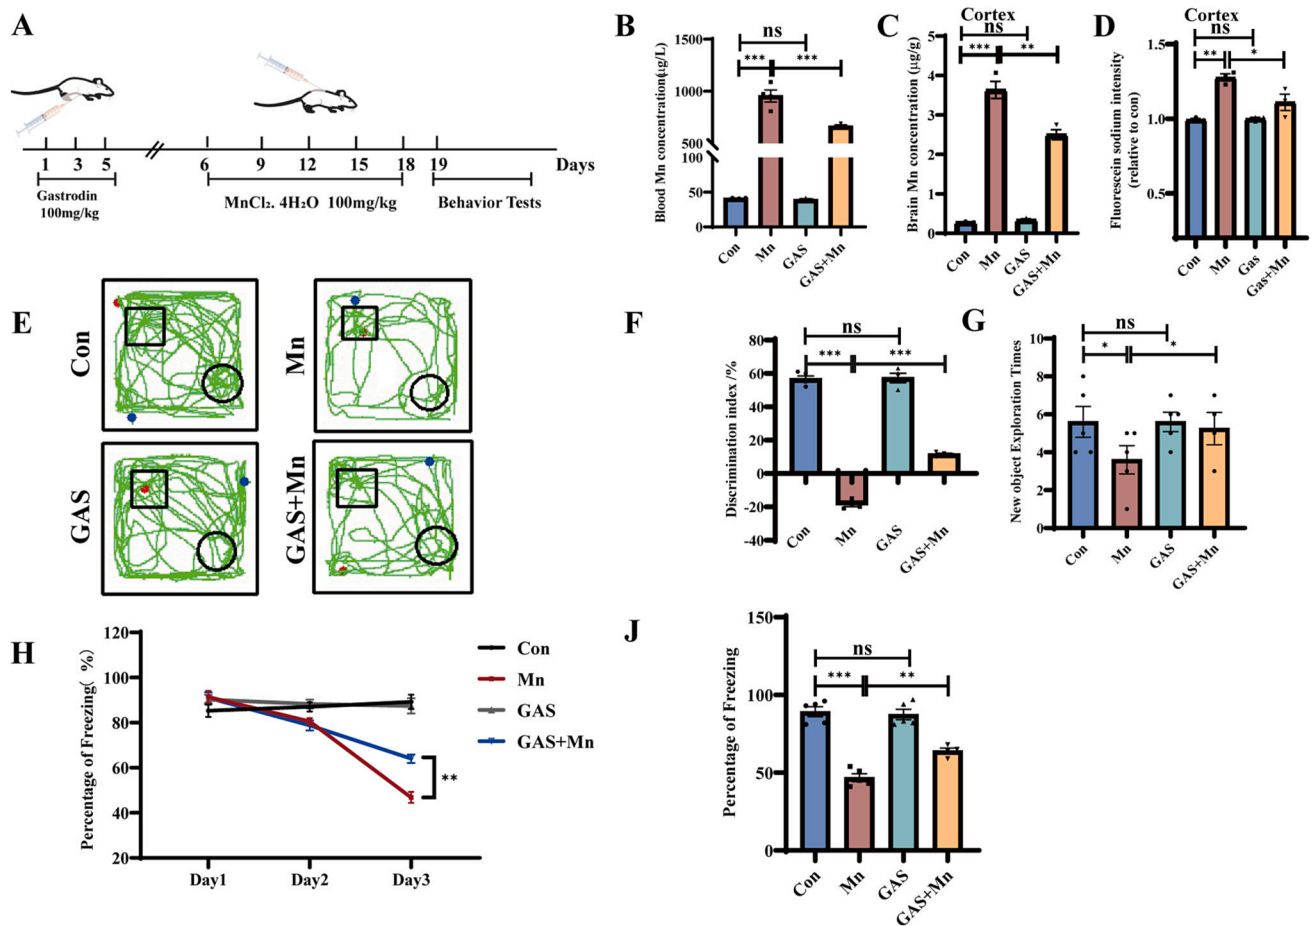 A
1 3 5 6 9 12 15 18 19 Days
Gastrodin
100mg/kg
MnCl₂. 4H₂O 100mg/kg
Behavior Tests
B
Blood Mn concentration(μg/L)
1500
1000
500
100
50
0
ns
*** ***
Con
Mn
GAS
GAS+Mn
C
Cortex
Brain Mn concentration (μg/g)
5
4
3
2
1
0
ns
*** **
Con
Mn
GAS
GAS+Mn
D
Cortex
Fluorescein sodium intensity
(relative to con)
1.5
1.0
0.5
ns
** *
Con
Mn
Gas
Gas+Mn
E
Con
Mn
GAS
GAS+Mn
F
Discrimination index /%
80
60
40
20
0
-20
-40
ns
*** ***
Con
Mn
GAS
GAS+Mn
G
New object Exploration Times
10
8
6
4
2
0
ns
* *
Con
Mn
GAS
GAS+Mn
H
Percentage of Freezing( %)
120
100
80
60
40
20
Day1 Day2 Day3
**
Con
Mn
GAS
GAS+Mn
J
Percentage of Freezing
150
100
50
0
ns
*** **
Con
Mn
GAS
GAS+Mn